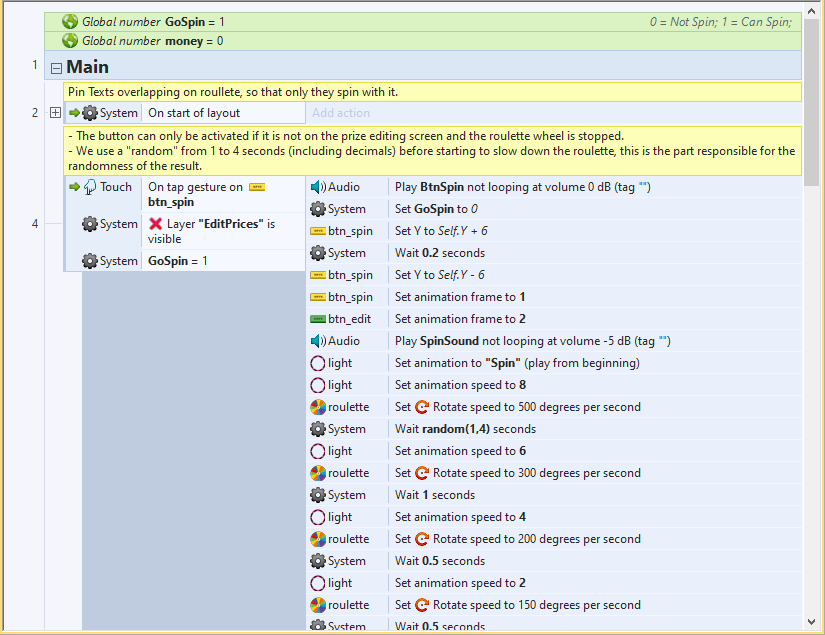 Global number GoSpin = 1 0 = Not Spin; 1 = Can Spin;
Global number money = 0
1 Main
Pin Texts overlapping on roullete, so that only they spin with it.
2 System On start of layout Add action
- The button can only be activated if it is not on the prize editing screen and the roulette wheel is stopped.
- We use a "random" from 1 to 4 seconds (including decimals) before starting to slow down the roulette, this is the part responsible for the
randomness of the result.
Touch On tap gesture on
btn_spin
4 System Layer "EditPrices" is
visible
System GoSpin = 1
Audio Play BtnSpin not looping at volume 0 dB (tag "")
System Set GoSpin to 0
btn_spin Set Y to Self.Y + 6
System Wait 0.2 seconds
btn_spin Set Y to Self.Y - 6
btn_spin Set animation frame to 1
btn_edit Set animation frame to 2
Audio Play SpinSound not looping at volume -5 dB (tag "")
light Set animation to "Spin" (play from beginning)
light Set animation speed to 8
roulette Set Rotate speed to 500 degrees per second
System Wait random(1,4) seconds
light Set animation speed to 6
roulette Set Rotate speed to 300 degrees per second
System Wait 1 seconds
light Set animation speed to 4
roulette Set Rotate speed to 200 degrees per second
System Wait 0.5 seconds
light Set animation speed to 2
roulette Set Rotate speed to 150 degrees per second
System Wait 0.5 seconds